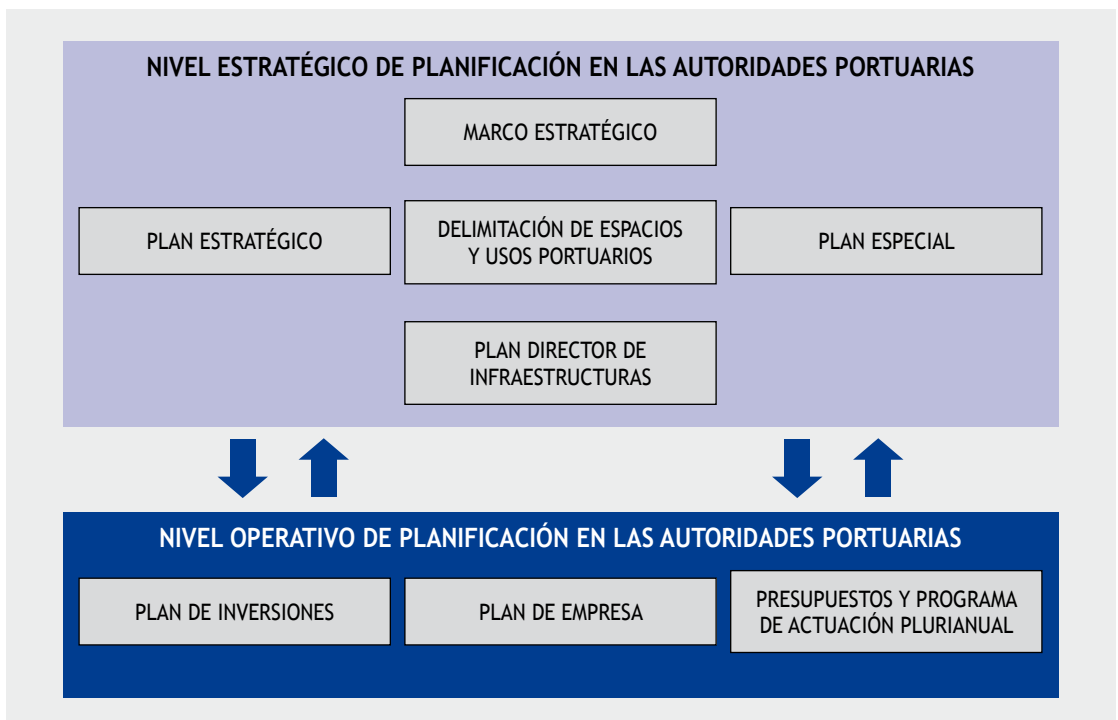 NIVEL ESTRATÉGICO DE PLANIFICACIÓN EN LAS AUTORIDADES PORTUARIAS
MARCO ESTRATÉGICO
PLAN ESTRATÉGICO
DELIMITACIÓN DE ESPACIOS
Y USOS PORTUARIOS
PLAN ESPECIAL
PLAN DIRECTOR DE
INFRAESTRUCTURAS
NIVEL OPERATIVO DE PLANIFICACIÓN EN LAS AUTORIDADES PORTUARIAS
PLAN DE INVERSIONES
PLAN DE EMPRESA
PRESUPUESTOS Y PROGRAMA
DE ACTUACIÓN PLURIANUAL